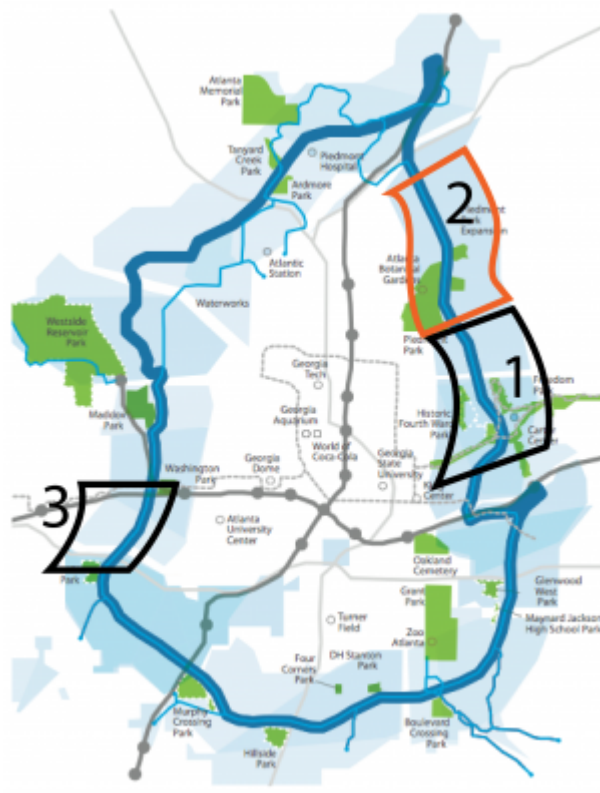 Atlanta
Memorial
Park
Tanyard
Creek
Park
Piedmont
Hospital
Ardmore
Park
2
Piedmont
Park
Expansion
Atlantic
Station
Atlanta
Botanical
Gardens
Waterworks
Westside
Reservoir
Park
Piedmont
Park
Georgia
Tech
1
Freedom
Park
Maddox
Park
Georgia
Aquarium
Historic
Fourth Ward
Park
Carter
Center
World of
Coca-Cola
Washington
Park
Georgia
Dome
Georgia
State
University
Center
3
Atlanta
University
Center
Oakland
Cemetery
Park
Glenwood
West
Park
Grant
Park
Maynard Jackson
High School Park
Turner
Field
Zoo
Atlanta
Four
Corners
Park
DH Stanton
Park
Murphy
Crossing
Park
Boulevard
Crossing
Park
Hillside
Park